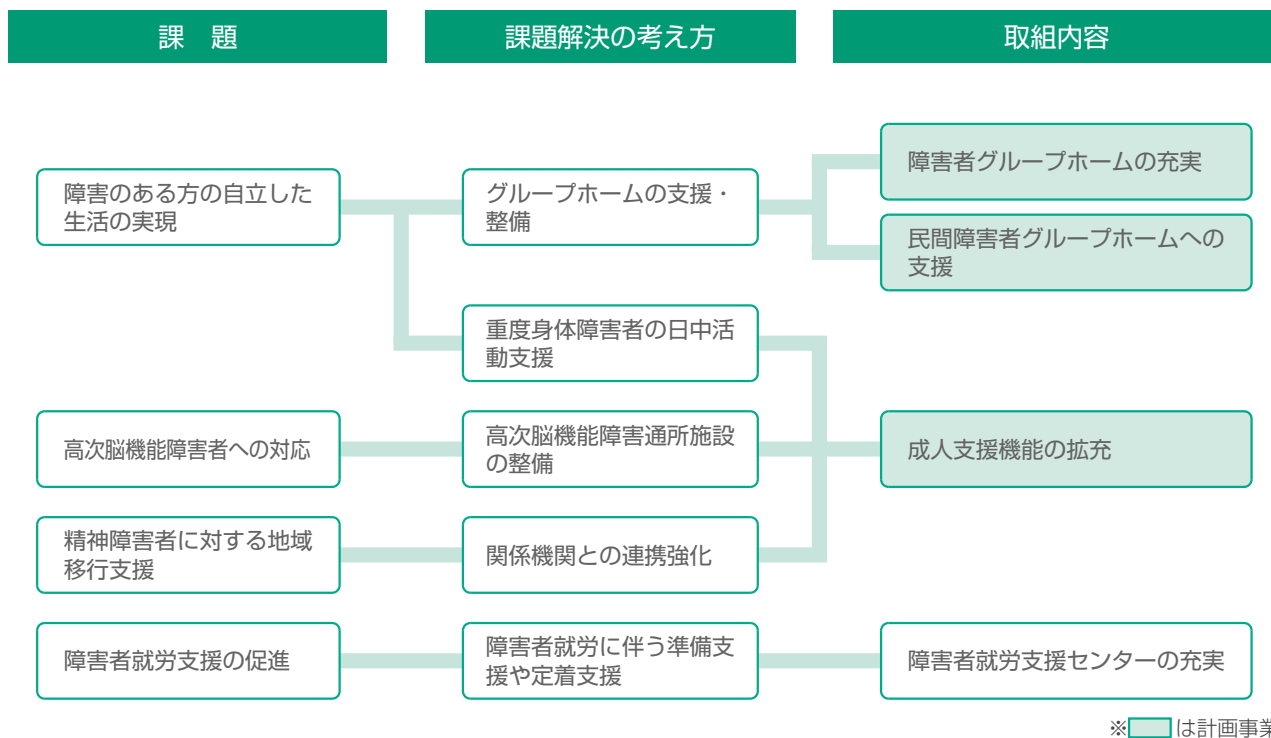 課 題
課題解決の考え方
取組内容
障害のある方の自立した
生活の実現
グループホームの支援・
整備
障害者グループホームの充実
民間障害者グループホームへの
支援
重度身体障害者の日中活
動支援
高次脳機能障害者への対応
高次脳機能障害通所施設
の整備
成人支援機能の拡充
精神障害者に対する地域
移行支援
関係機関との連携強化
障害者就労支援の促進
障害者就労に伴う準備支
援や定着支援
障害者就労支援センターの充実
※ は計画事業